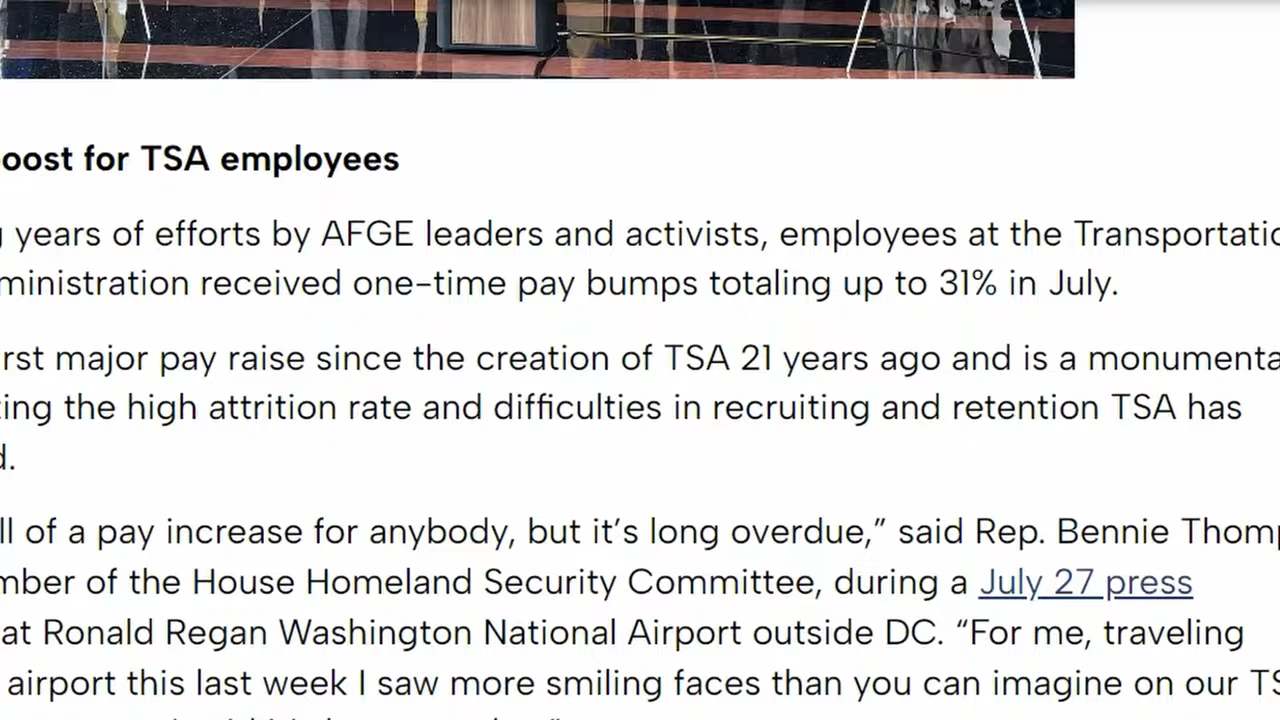 oost for TSA employees
years of efforts by AFGE leaders and activists, employees at the Transportatio
ministration received one-time pay bumps totaling up to 31% in July.
rst major pay raise since the creation of TSA 21 years ago and is a monumenta
ting the high attrition rate and difficulties in recruiting and retention TSA has
d.
ll of a pay increase for anybody, but it's long overdue,” said Rep. Bennie Thomp
mber of the House Homeland Security Committee, during a July 27 press
at Ronald Regan Washington National Airport outside DC. “For me, traveling
airport this last week I saw more smiling faces than you can imagine on our TS